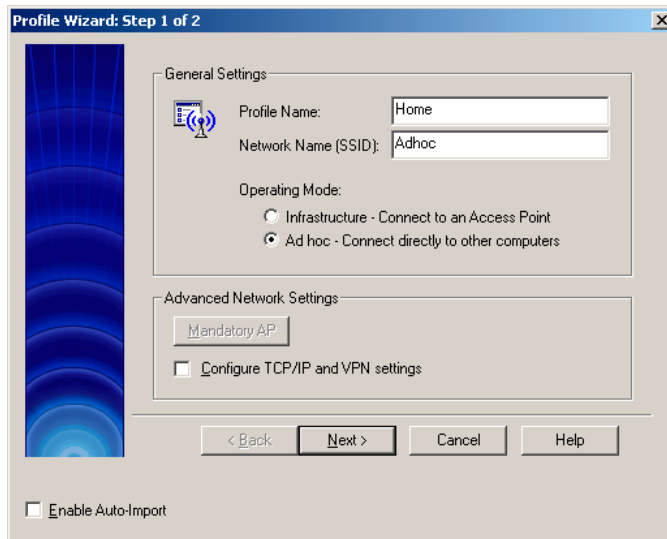 Profile Wizard: Step 1 of 2
General Settings
Profile Name: Home
Network Name (SSID): Adhoc
Operating Mode:
Infrastructure - Connect to an Access Point
Ad hoc - Connect directly to other computers
Advanced Network Settings
Mandatory AP
Configure TCP/IP and VPN settings
< Back Next > Cancel Help
Enable Auto-Import